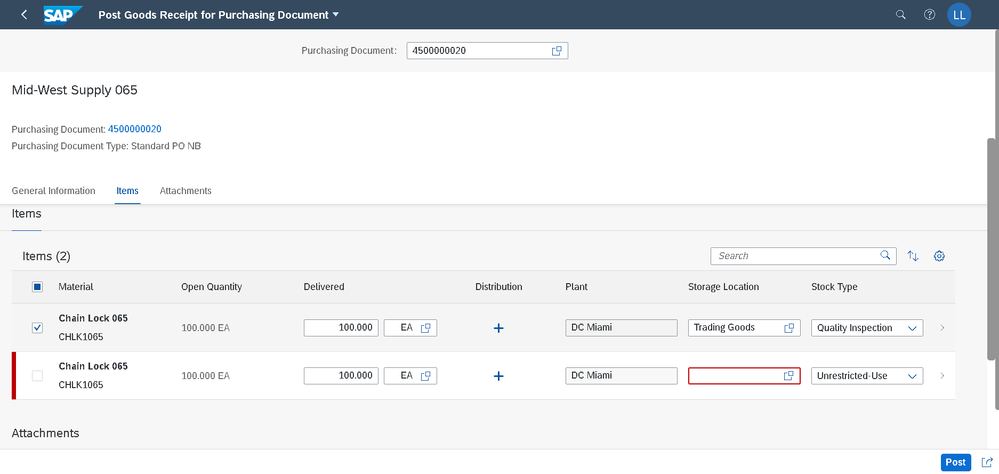 SAP Post Goods Receipt for Purchasing Document LL
Purchasing Document: 4500000020
Mid-West Supply 065
Purchasing Document: 4500000020
Purchasing Document Type: Standard PO NB
General Information Items Attachments
Items
Items (2) Search
Material Open Quantity Delivered Distribution Plant Storage Location Stock Type
Chain Lock 065
100.000 EA 100.000 EA DC Miami Trading Goods Quality Inspection
CHLK1065
Chain Lock 065
100.000 EA 100.000 EA DC Miami Unrestricted-Use
CHLK1065
Attachments
Post